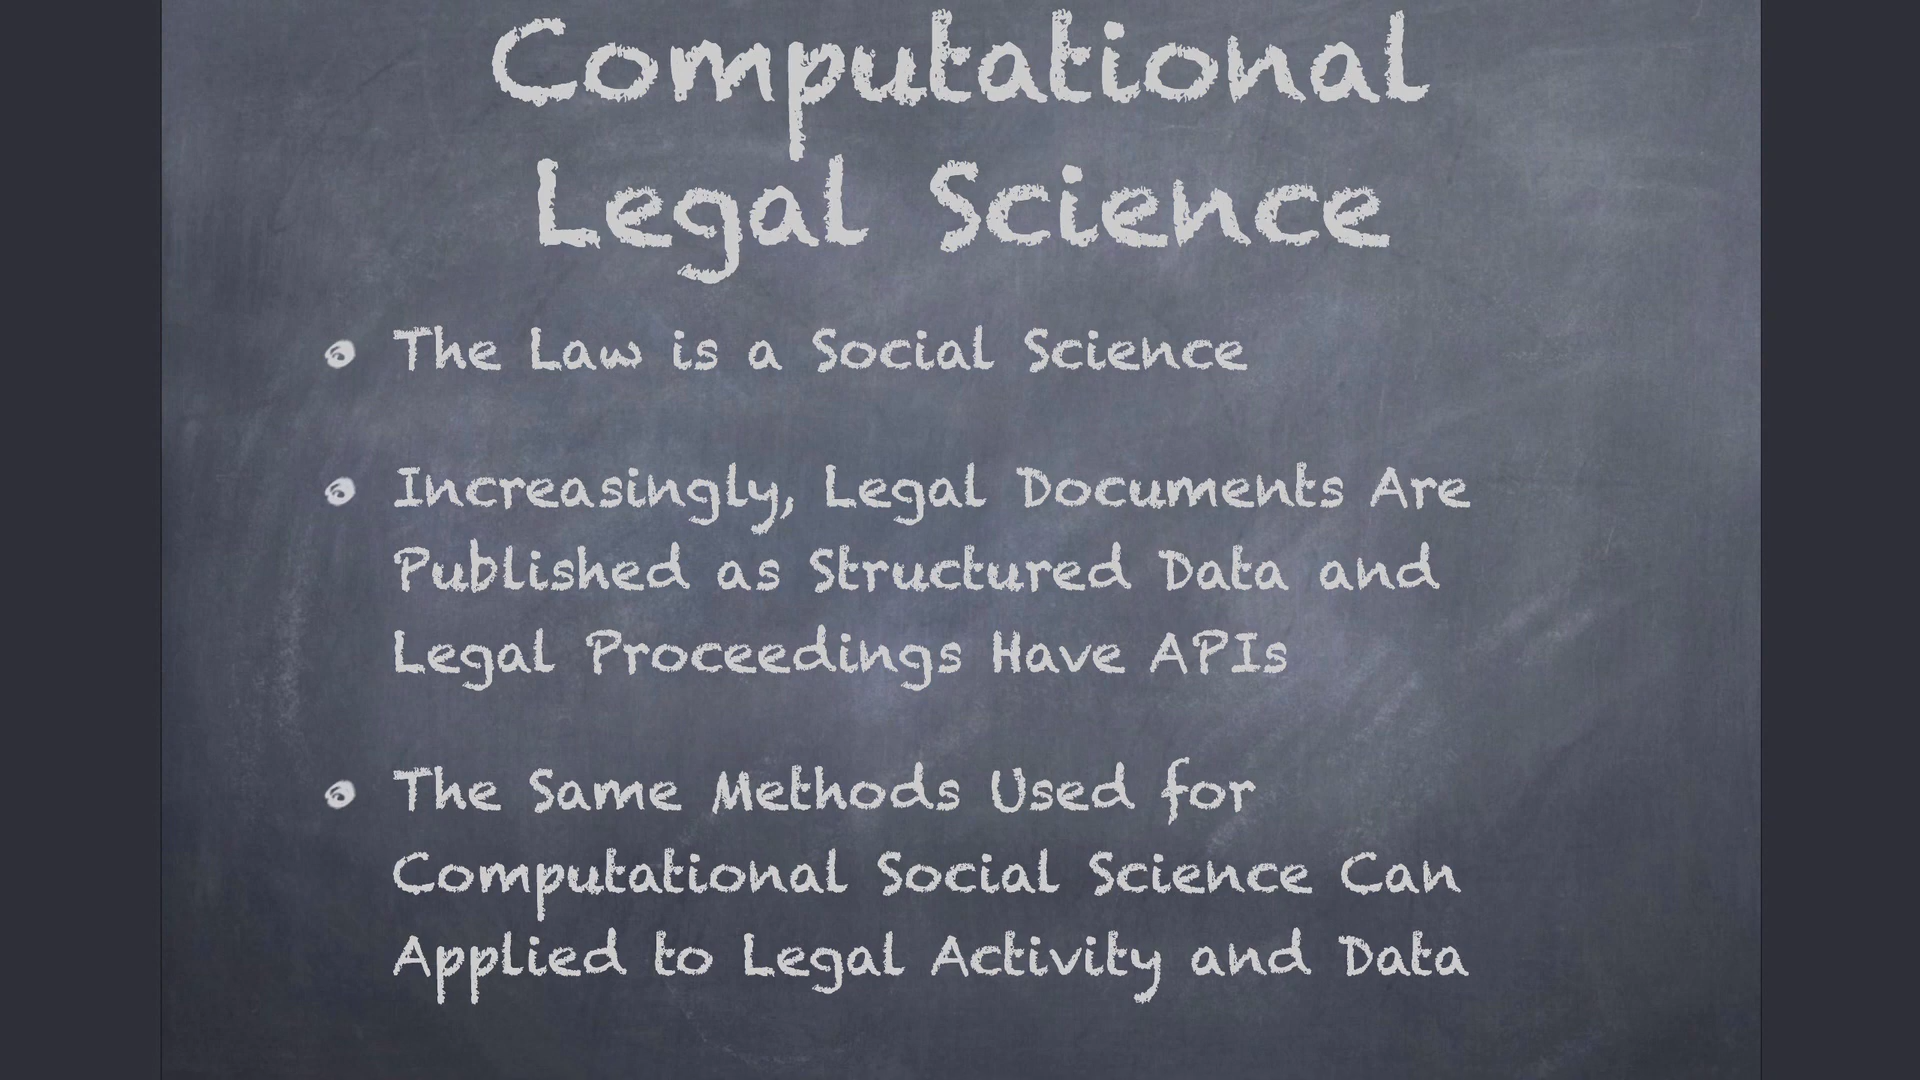 Computational
Legal Science
The Law is a Social Science
Increasingly, Legal Documents Are
Published as Structured Data and
Legal Proceedings Have APIs
The Same Methods Used for
Computational Social Science Can
Applied to Legal Activity and Data